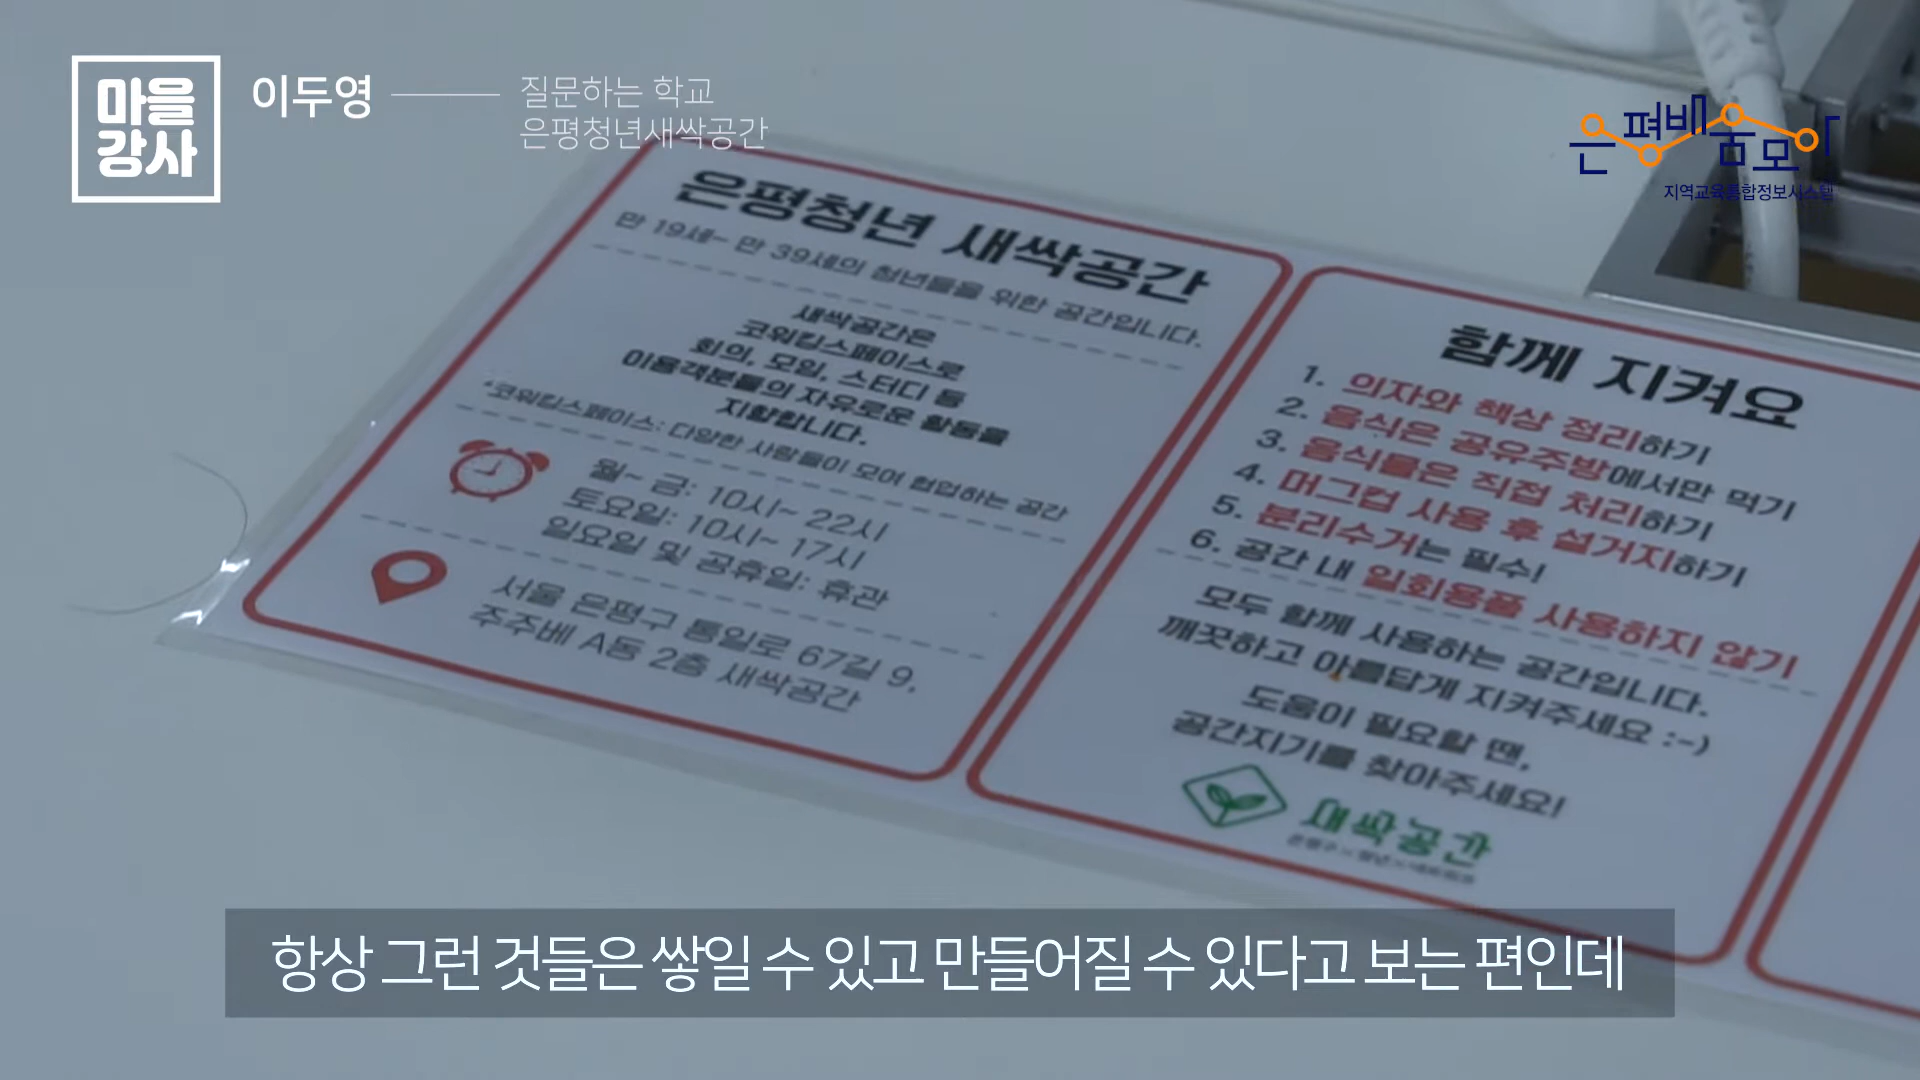 마을
강사
이두영
질문하는 학교
은평청년새싹공간
은평배움모아
지역교육통합정보시스템
은평청년 새싹공간
만 19세~ 만 39세의 청년들을 위한 공간입니다.
새싹공간은
코워킹스페이스로
회의, 모임, 스터디 등
이용객분들의 자유로운 활동을
지향합니다.
*코워킹스페이스: 다양한 사람들이 모여 협업하는 공간
월~ 금: 10시~ 22시
토요일: 10시~ 17시
일요일 및 공휴일: 휴관
서울 은평구 통일로 67길 9,
주주베 A동 2층 새싹공간
함께 지켜요
1. 의자와 책상 정리하기
2. 음식은 공유주방에서만 먹기
3. 음식물은 직접 처리하기
4. 머그컵 사용 후 설거지하기
5. 분리수거는 필수!
6. 공간 내 일회용품 사용하지 않기
모두 함께 사용하는 공간입니다.
깨끗하고 아름답게 지켜주세요 :-)
도움이 필요할 땐,
공간지기를 찾아주세요!
새싹공간
항상 그런 것들은 쌓일 수 있고 만들어질 수 있다고 보는 편인데